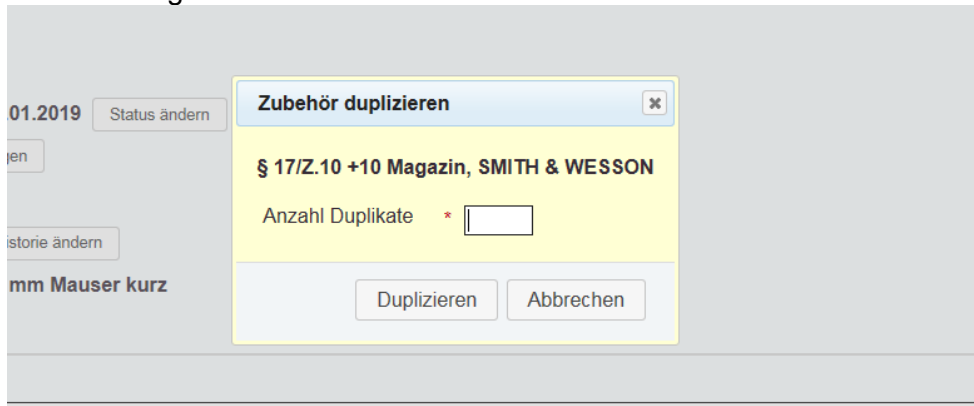 .01.2019 Status ändern
Zubehör duplizieren
§ 17/Z.10 +10 Magazin, SMITH & WESSON
Anzahl Duplikate *
istorie ändern
mm Mauser kurz
Duplizieren Abbrechen